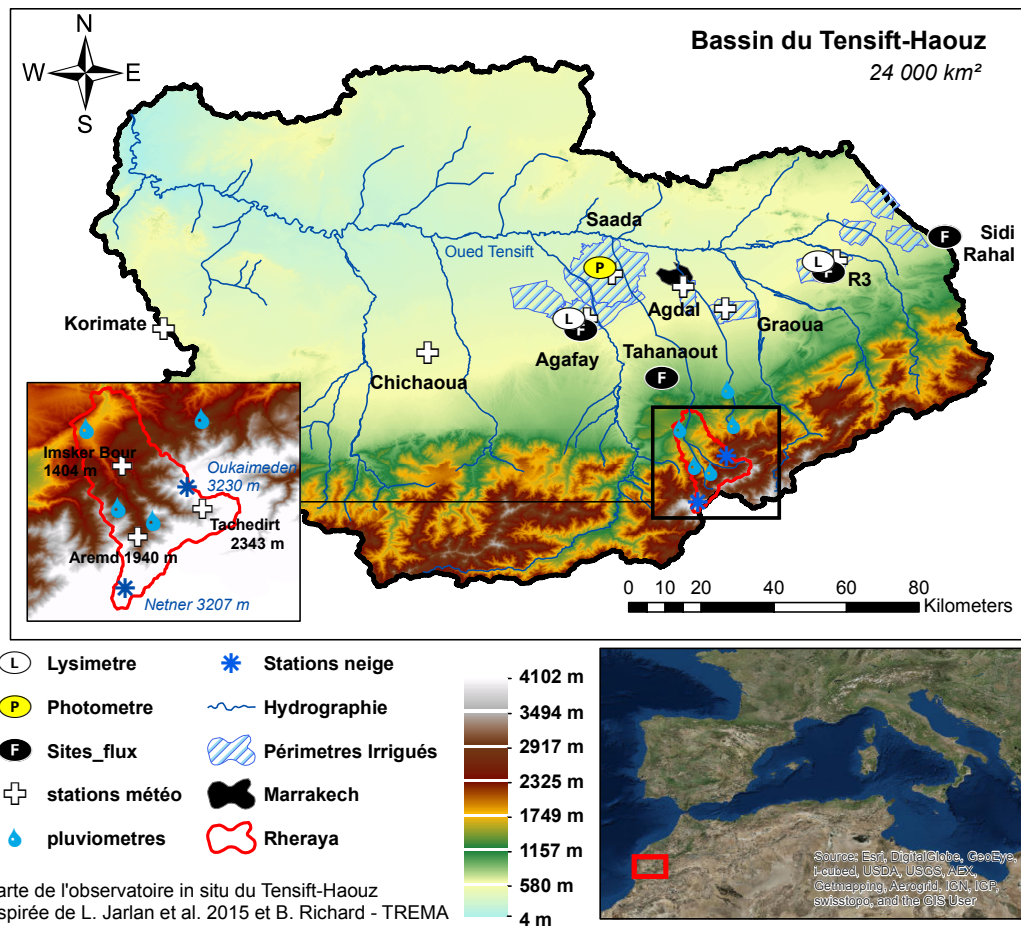 N
W
E
S
Bassin du Tensift-Haouz
24 000 km²
Saada
Oued Tensift
P
Sidi
Rahal
F
L
F
R3
Agdal
Graoua
Korimate
L
F
Agafay
Tahanaout
F
Chichaoua
Imsker Bour
1404 m
Oukaimeden
3230 m
Tachedirt
2343 m
Aremd 1940 m
Netner 3207 m
0 10 20 40 60 80
Kilometers
L Lysimetre
P Photometre
F Sites_flux
stations météo
pluviometres
Stations neige
Hydrographie
Périmetres Irrigués
Marrakech
Rheraya
4102 m
3494 m
2917 m
2325 m
1749 m
1157 m
580 m
4 m
Source: Esri, DigitalGlobe, GeoEye,
i-cubed, USDA, USGS, AEX,
Getmapping, Aerogrid, IGN, IGP,
swisstopo, and the GIS User
arte de l'observatoire in situ du Tensift-Haouz
spirée de L. Jarlan et al. 2015 et B. Richard - TREMA